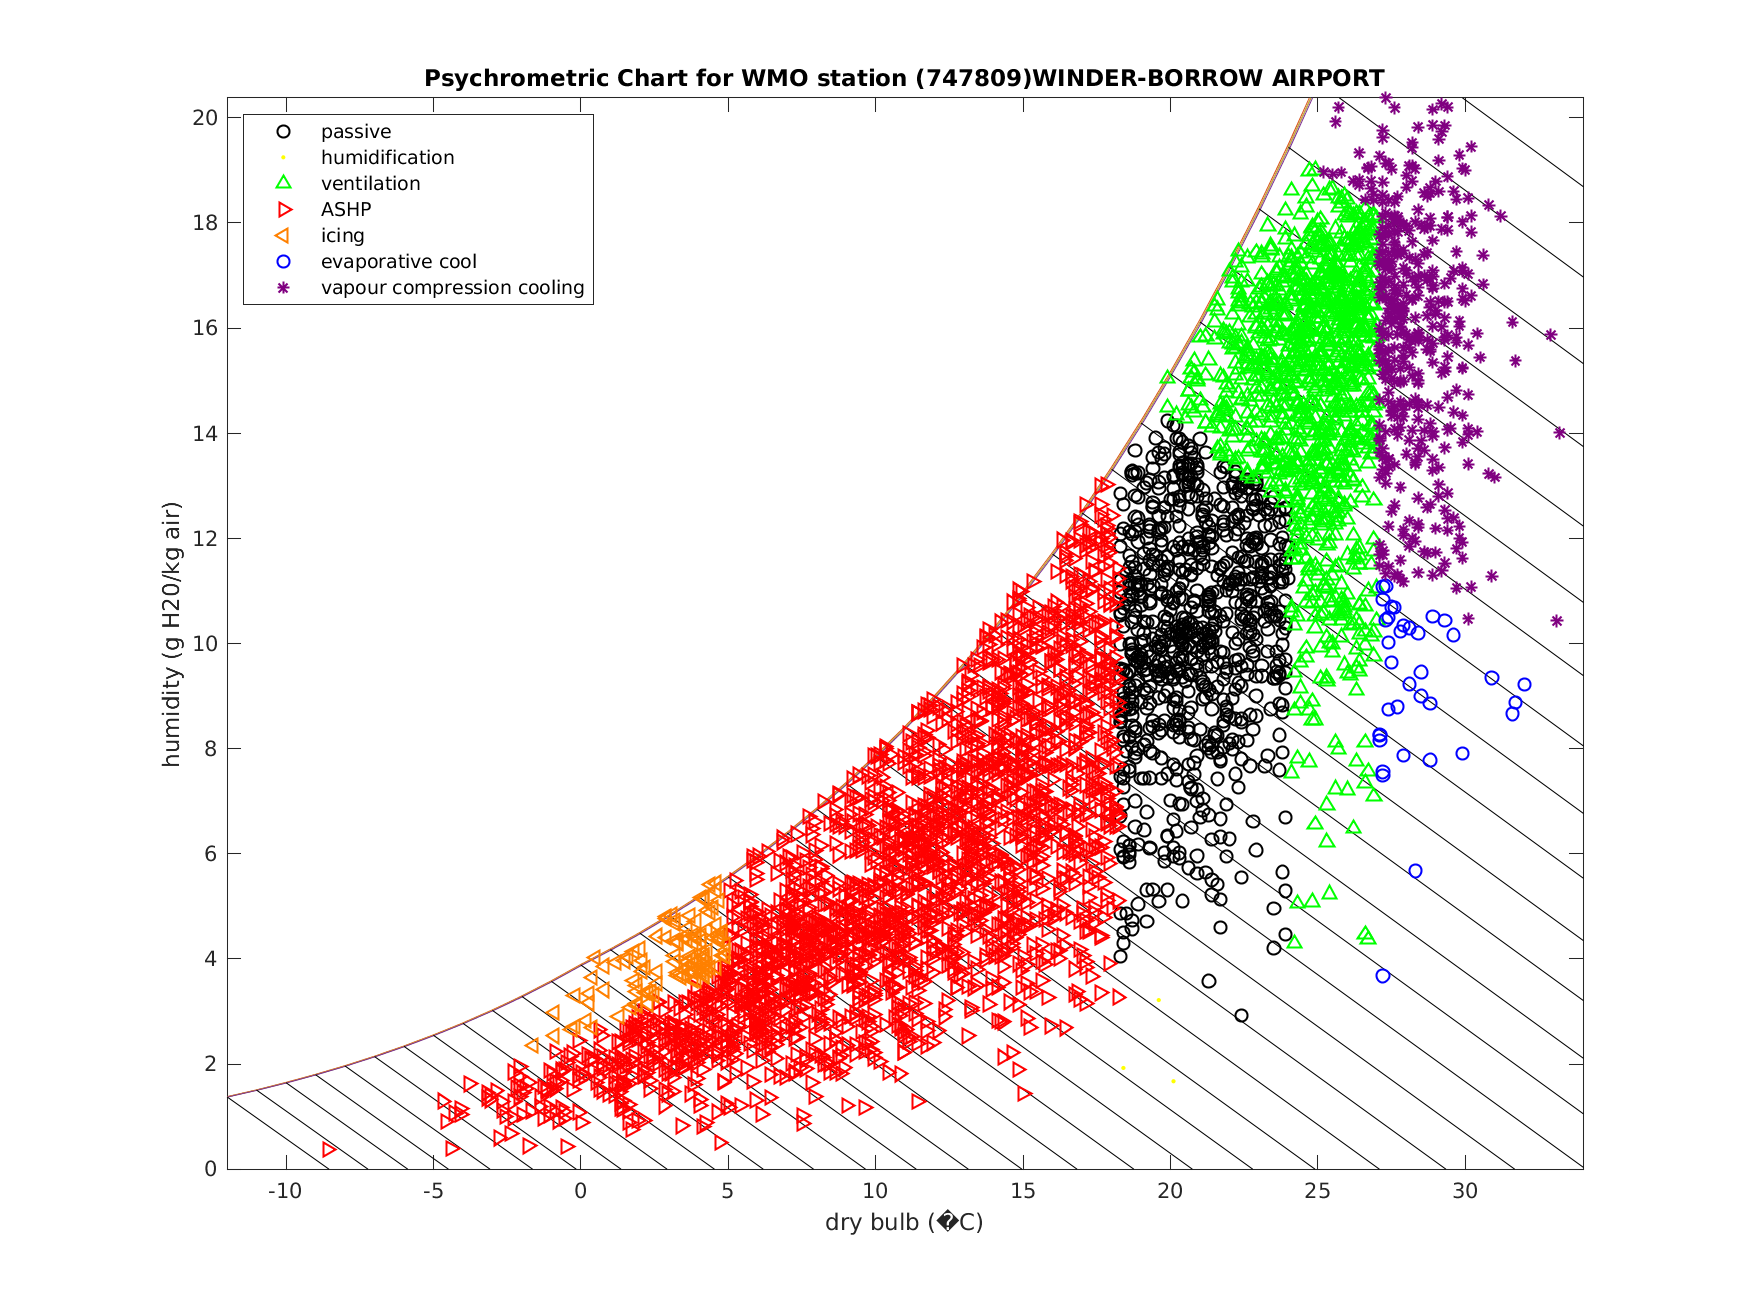 Psychrometric Chart for WMO station (747809)WINDER-BORROW AIRPORT
passive
humidification
ventilation
ASHP
icing
evaporative cool
vapour compression cooling
humidity (g H20/kg air)
20
18
16
14
12
10
8
6
4
2
0
-10 -5 0 5 10 15 20 25 30
dry bulb (�C)